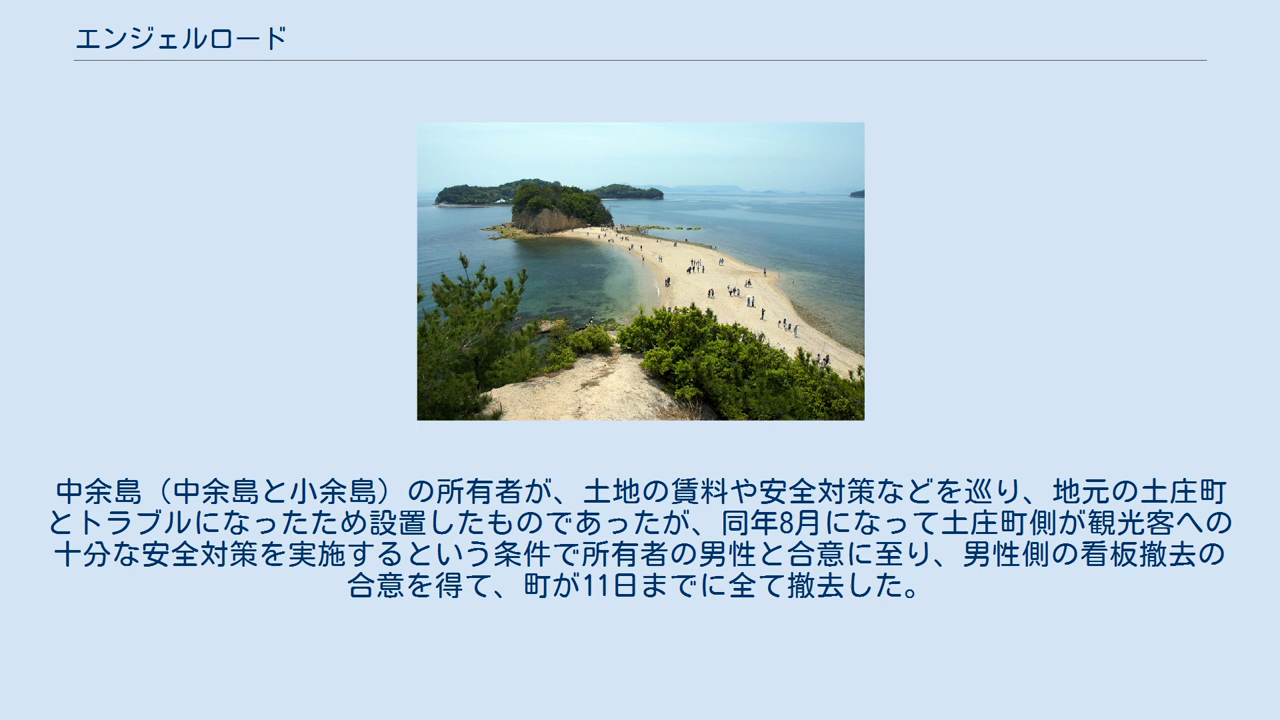 エンジェルロード
中余島（中余島と小余島）の所有者が、土地の賃料や安全対策などを巡り、地元の土庄町
とトラブルになったため設置したものであったが、同年8月になって土庄町側が観光客への
十分な安全対策を実施するという条件で所有者の男性と合意に至り、男性側の看板撤去の
合意を得て、町が11日までに全て撤去した。